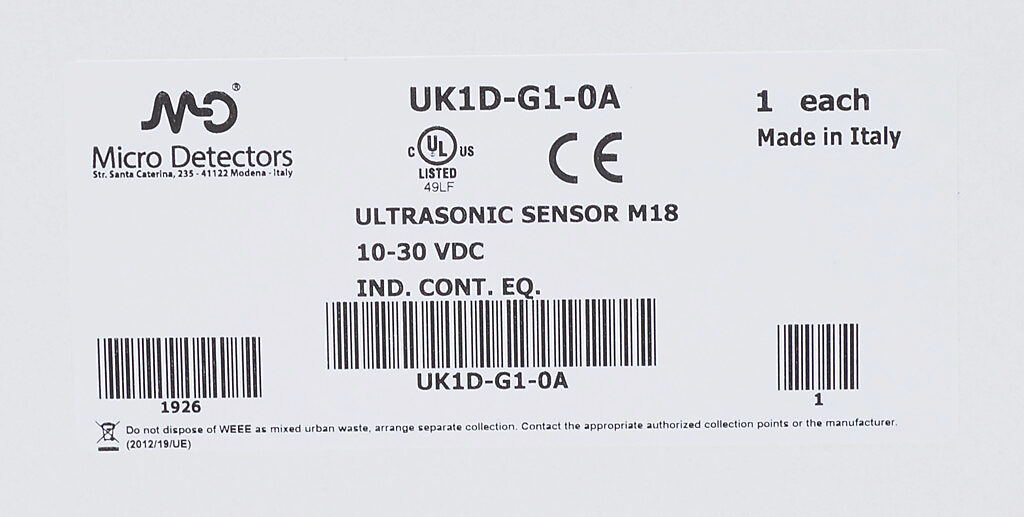 MD®
Micro Detectors
Str. Santa Caterina, 235 - 41122 Modena - Italy
UK1D-G1-0A
C UL US
LISTED
49LF
CE
1 each
Made in Italy
ULTRASONIC SENSOR M18
10-30 VDC
IND. CONT. EQ.
1926
UK1D-G1-0A
1
Do not dispose of WEEE as mixed urban waste, arrange separate collection. Contact the appropriate authorized collection points or the manufacturer.
(2012/19/UE)